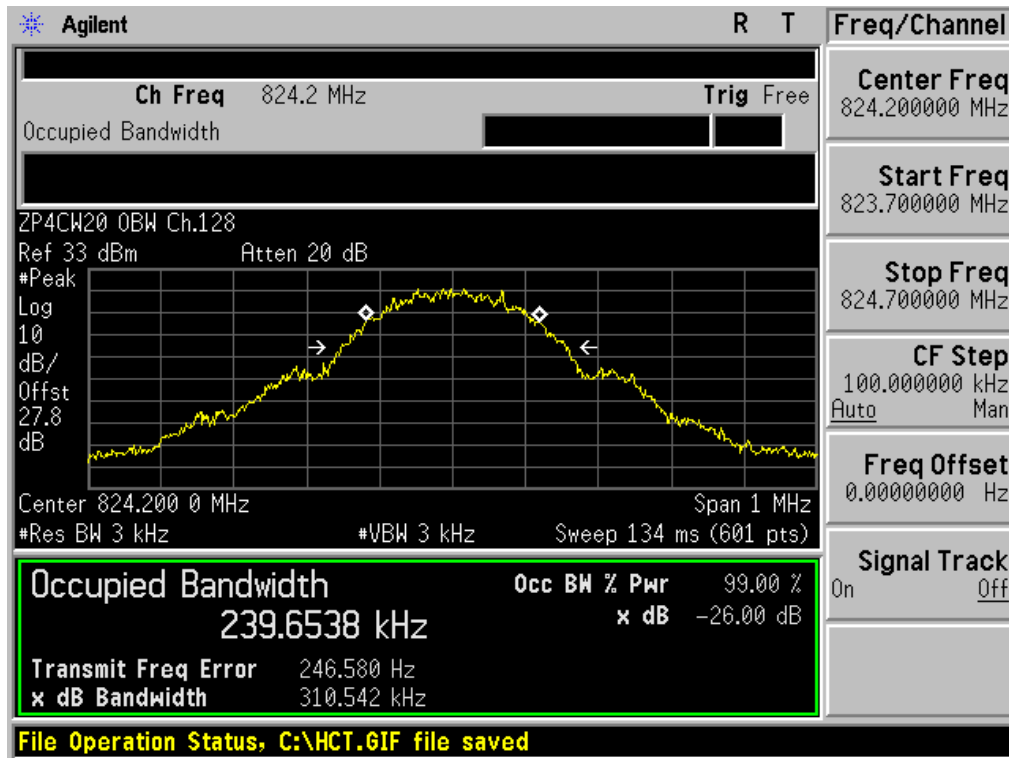 Agilent R T
Ch Freq 824.2 MHz Trig Free
Occupied Bandwidth
ZP4CW20 OBW Ch.128
Ref 33 dBm Atten 20 dB
#Peak
Log
10
dB/
Offst
27.8
dB
Center 824.200 0 MHz Span 1 MHz
#Res BW 3 kHz #VBW 3 kHz Sweep 134 ms (601 pts)
Occupied Bandwidth
239.6538 kHz
Occ BW % Pwr 99.00 %
x dB -26.00 dB
Transmit Freq Error 246.580 Hz
x dB Bandwidth 310.542 kHz
File Operation Status, C:\HCT.GIF file saved
Freq/Channel
Center Freq
824.200000 MHz
Start Freq
823.700000 MHz
Stop Freq
824.700000 MHz
CF Step
100.000000 kHz
Auto Man
Freq Offset
0.00000000 Hz
Signal Track
On Off